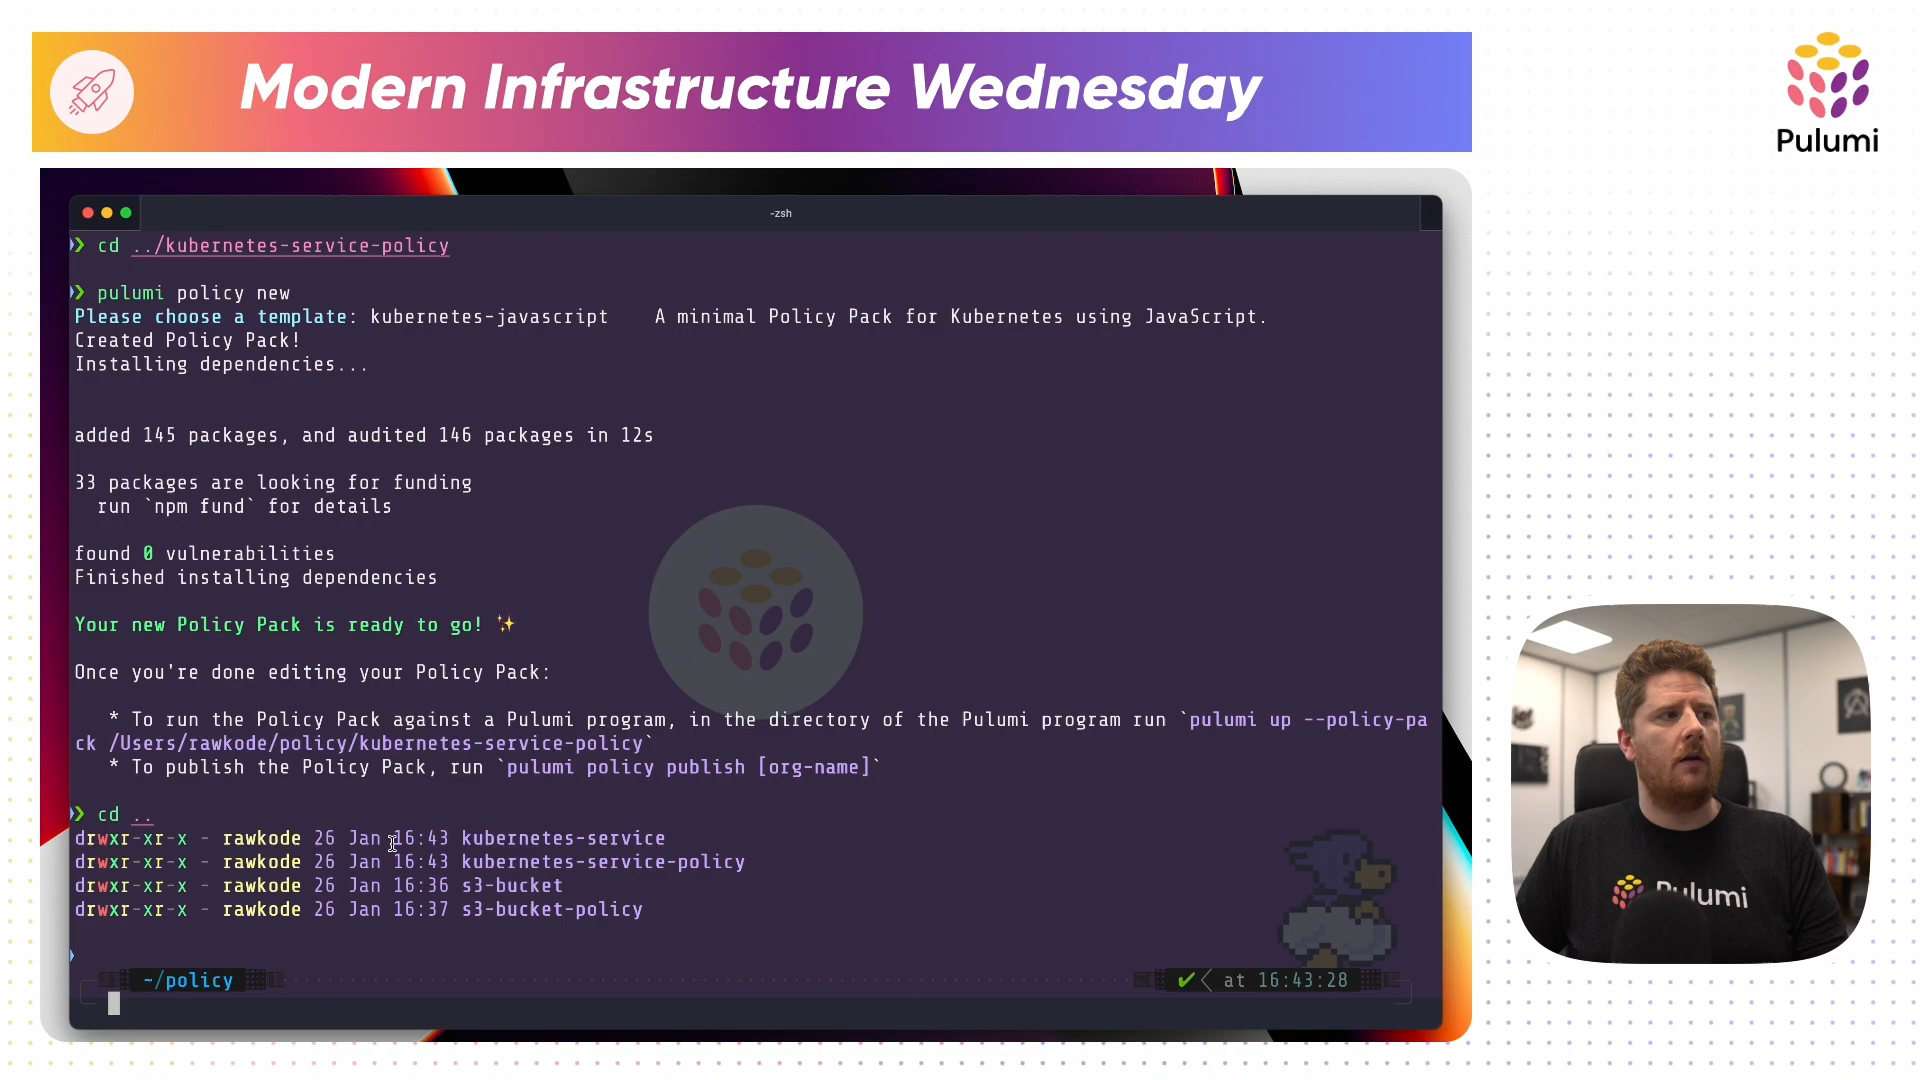 Modern Infrastructure Wednesday
Pulumi
-zsh
❯ cd ../kubernetes-service-policy
❯ pulumi policy new
Please choose a template: kubernetes-javascript    A minimal Policy Pack for Kubernetes using JavaScript.
Created Policy Pack!
Installing dependencies...
added 145 packages, and audited 146 packages in 12s
33 packages are looking for funding
run `npm fund` for details
found 0 vulnerabilities
Finished installing dependencies
Your new Policy Pack is ready to go! ✨
Once you're done editing your Policy Pack:
* To run the Policy Pack against a Pulumi program, in the directory of the Pulumi program run `pulumi up --policy-pa
ck /Users/rawkode/policy/kubernetes-service-policy`
* To publish the Policy Pack, run `pulumi policy publish [org-name]`
❯ cd ..
drwxr-xr-x - rawkode 26 Jan 16:43 kubernetes-service
drwxr-xr-x - rawkode 26 Jan 16:43 kubernetes-service-policy
drwxr-xr-x - rawkode 26 Jan 16:36 s3-bucket
drwxr-xr-x - rawkode 26 Jan 16:37 s3-bucket-policy
~/policy
✔ at 16:43:28
Pulumi